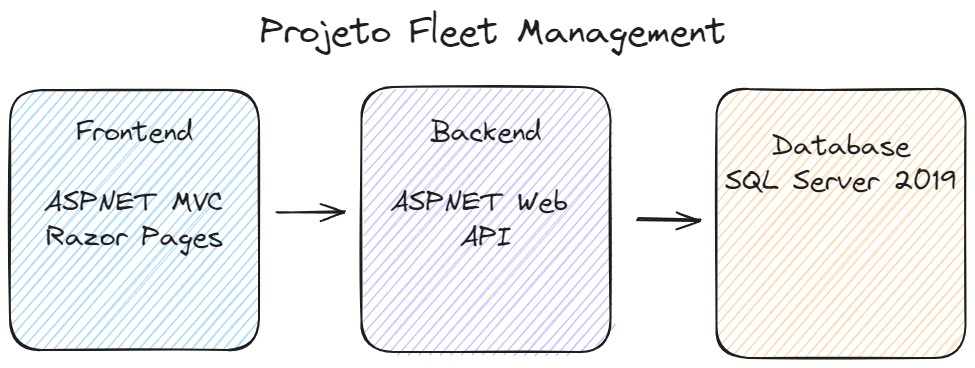 Projeto Fleet Management
Frontend
ASPNET MVC
Razor Pages
Backend
ASPNET Web
API
Database
SQL Server 2019